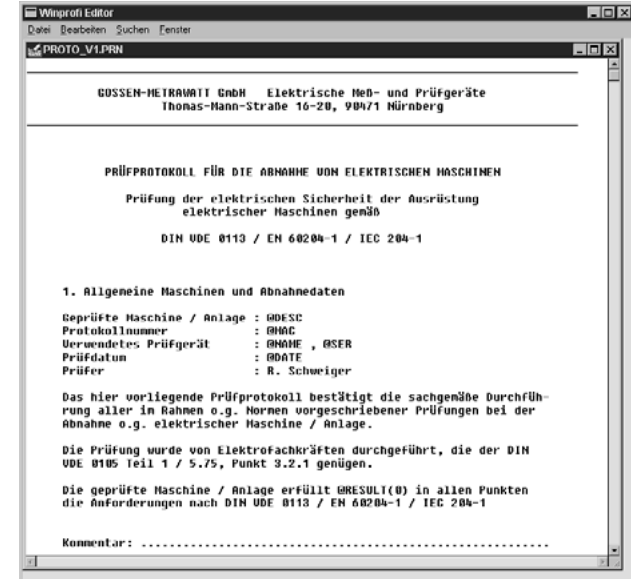 Winprofi Editor
Datei Bearbeiten Suchen Fenster
PROTO_V1.PRN
GOSSEN-METRAWATT GmbH Elektrische Meß- und Prüfgeräte
Thomas-Mann-Straße 16-20, 90471 Nürnberg
PRÜFPROTOKOLL FÜR DIE ABNAHME VON ELEKTRISCHEN MASCHINEN
Prüfung der elektrischen Sicherheit der Ausrüstung
elektrischer Maschinen gemäß
DIN VDE 0113 / EN 60204-1 / IEC 204-1
1. Allgemeine Maschinen und Abnahmedaten
Geprüfte Maschine / Anlage : @DESC
Protokollnummer : @MAC
Verwendetes Prüfgerät : @NAME , @SER
Prüfdatum : @DATE
Prüfer : R. Schweiger
Das hier vorliegende Prüfprotokoll bestätigt die sachgemäße Durchfüh-
rung aller im Rahmen o.g. Normen vorgeschriebener Prüfungen bei der
Abnahme o.g. elektrischer Maschine / Anlage.
Die Prüfung wurde von Elektrofachkräften durchgeführt, die der DIN
VDE 0105 Teil 1 / 5.75, Punkt 3.2.1 genügen.
Die geprüfte Maschine / Anlage erfüllt @RESULT(0) in allen Punkten
die Anforderungen nach DIN VDE 0113 / EN 60204-1 / IEC 204-1
Kommentar: ..........................................................